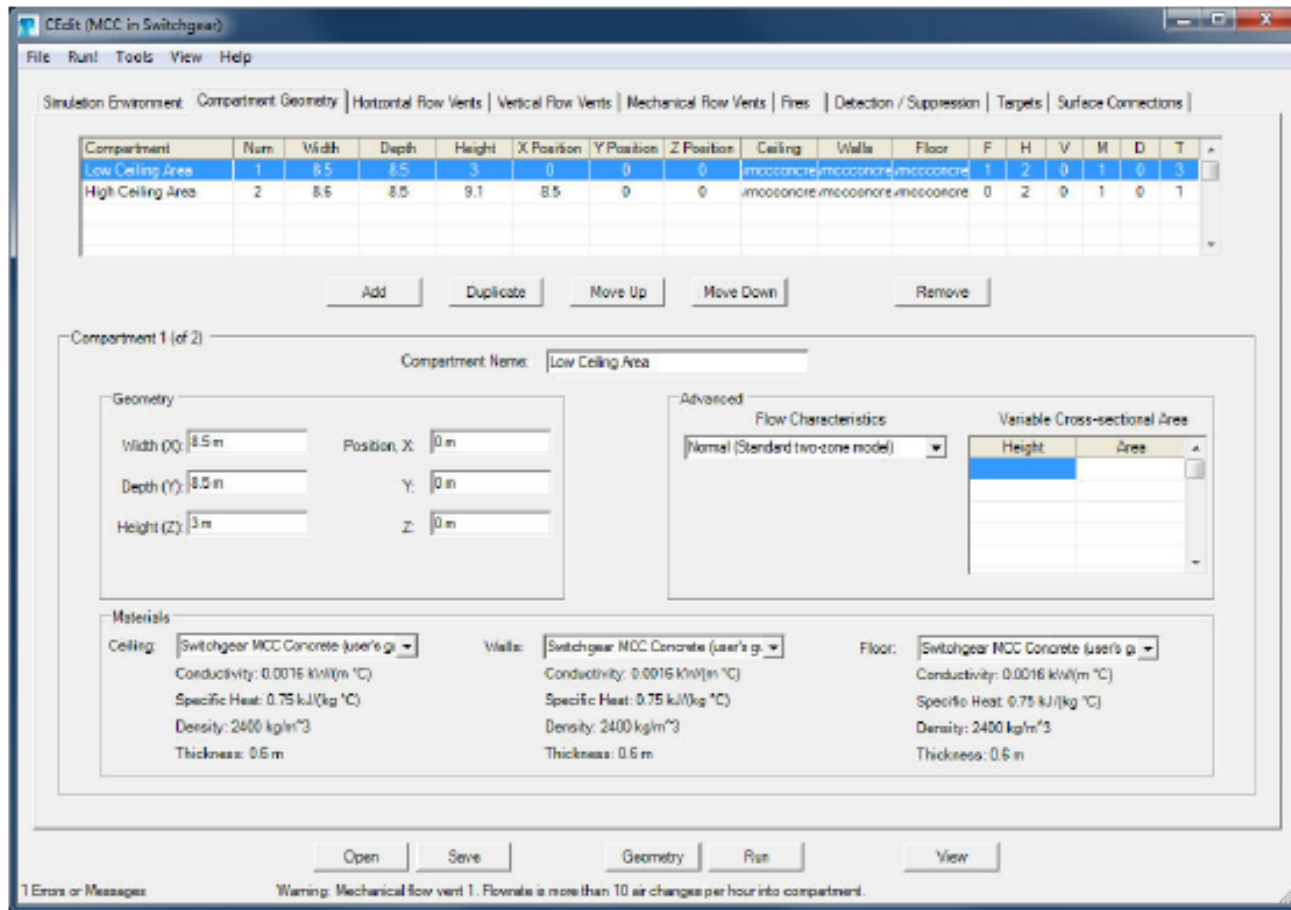 CEdit (MCC in Switchgear)
File Run! Tools View Help
Simulation Environment Compartment Geometry Horizontal Flow Vents Vertical Flow Vents Mechanical Flow Vents Fires Detection / Suppression Targets Surface Connections
Compartment Num Width Depth Height X Position Y Position Z Position Ceiling Walls Floor F H V M D T
Low Ceiling Area 1 8.5 8.5 3 0 0 0 1 2 0 1 0 3
High Ceiling Area 2 8.6 8.5 9.1 8.5 0 0 0 2 0 1 0 1
Add Duplicate Move Up Move Down Remove
Compartment 1 (of 2)
Compartment Name: Low Ceiling Area
Geometry
Width (X): 8.5 m Position, X: 0 m
Depth (Y): 8.5 m Y: 0 m
Height (Z): 3 m Z: 0 m
Advanced
Flow Characteristics Variable Cross-sectional Area
Normal (Standard two-zone model) Height Area
Materials
Ceiling: Switchgear MCC Concrete (user's gu Walls: Switchgear MCC Concrete (user's gu Floor: Switchgear MCC Concrete (user's gu
Conductivity: 0.0016 kW/(m °C) Conductivity: 0.0016 kW/(m °C) Conductivity: 0.0016 kW/(m °C)
Specific Heat: 0.75 kJ/(kg °C) Specific Heat: 0.75 kJ/(kg °C) Specific Heat: 0.75 kJ/(kg °C)
Density: 2400 kg/m^3 Density: 2400 kg/m^3 Density: 2400 kg/m^3
Thickness: 0.6 m Thickness: 0.6 m Thickness: 0.6 m
Open Save Geometry Run View
1 Errors or Messages Warning: Mechanical flow vent 1. Flowrate is more than 10 air changes per hour into compartment.